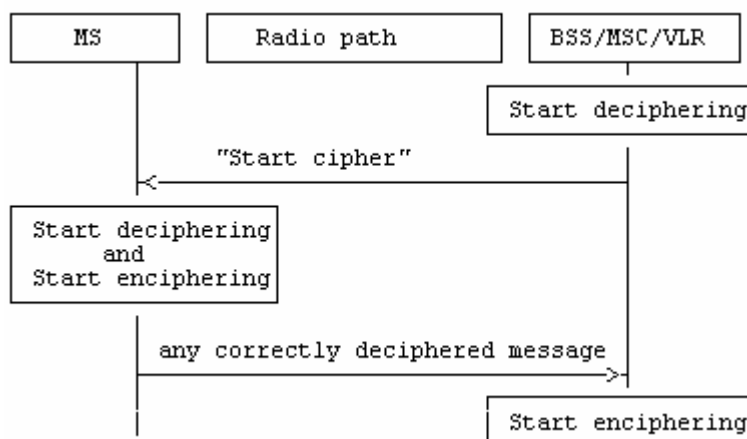 MS
Radio path
BSS/MSC/VLR
Start deciphering
"Start cipher"
Start deciphering
and
Start enciphering
any correctly deciphered message
Start enciphering